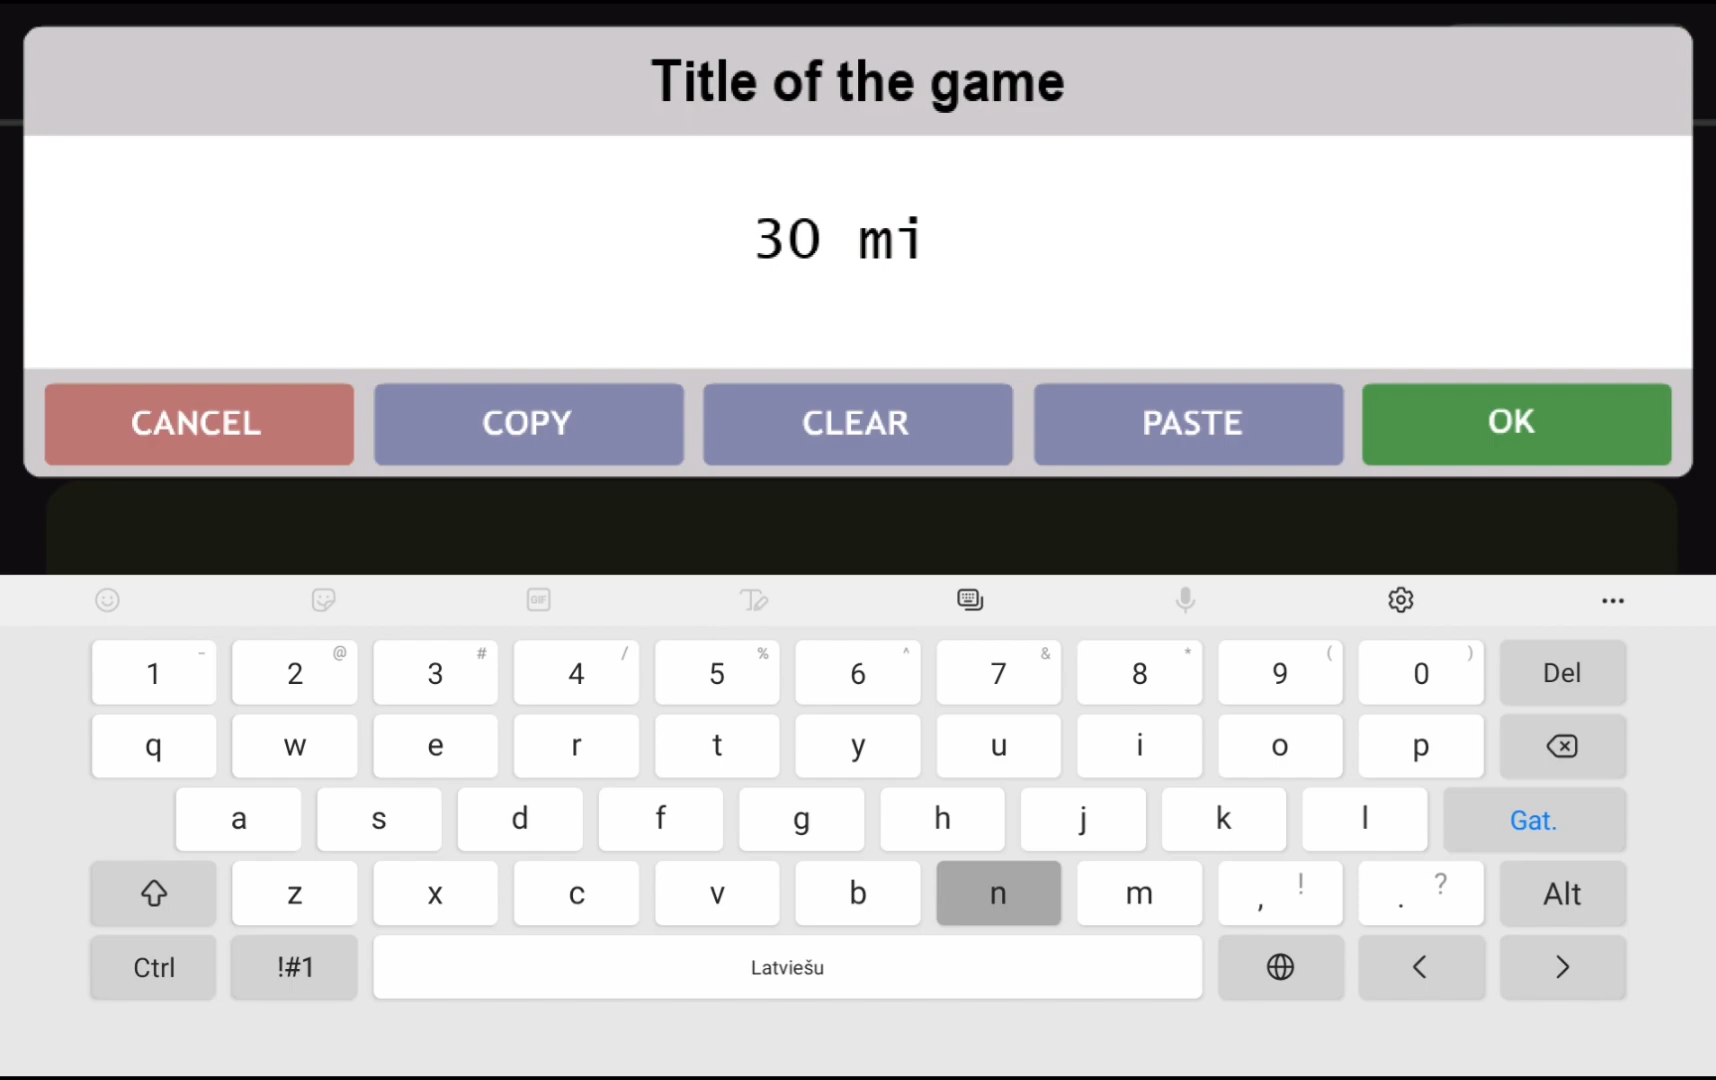 Title of the game
30 mi
CANCEL COPY CLEAR PASTE OK
GIF
1 - 2 @ 3 # 4 / 5 % 6 ^ 7 & 8 * 9 ( 0 ) Del
q w e r t y u i o p
a s d f g h j k l Gat.
z x c v b n m , ! . ? Alt
Ctrl !#1 Latviešu < >